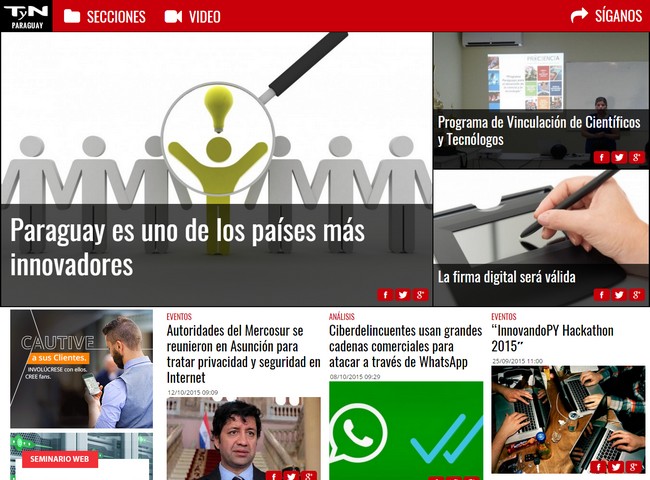 TyN
PARAGUAY
SECCIONES
VIDEO
SÍGANOS
Paraguay es uno de los países más
innovadores
PROCIENCIA
Programa de Vinculación de Científicos
y Tecnólogos
La firma digital será válida
CAUTIVE
a sus Clientes.
INVOLÚCRESE con ellos.
CREE fans.
SEMINARIO WEB
EVENTOS
Autoridades del Mercosur se
reunieron en Asunción para
tratar privacidad y seguridad en
Internet
12/10/2015 09:09
ANÁLISIS
Ciberdelincuentes usan grandes
cadenas comerciales para
atacar a través de WhatsApp
08/10/2015 09:29
EVENTOS
“InnovandoPY Hackathon
2015”
25/09/2015 11:00